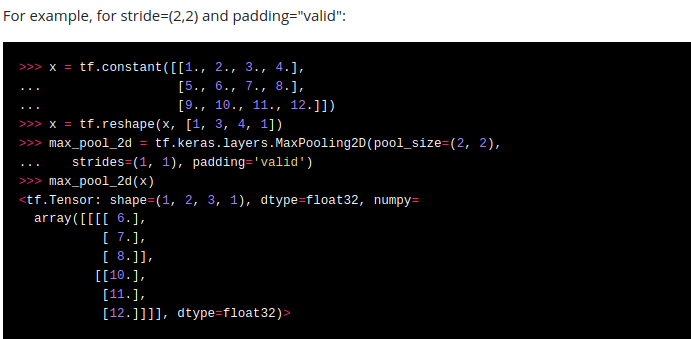 For example, for stride=(2,2) and padding="valid":
>>> x = tf.constant([[1., 2., 3., 4.],
...                  [5., 6., 7., 8.],
...                  [9., 10., 11., 12.]])
>>> x = tf.reshape(x, [1, 3, 4, 1])
>>> max_pool_2d = tf.keras.layers.MaxPooling2D(pool_size=(2, 2),
...    strides=(1, 1), padding='valid')
>>> max_pool_2d(x)
<tf.Tensor: shape=(1, 2, 3, 1), dtype=float32, numpy=
  array([[[[ 6.],
           [ 7.],
           [ 8.]],
          [[10.],
           [11.],
           [12.]]]], dtype=float32)>